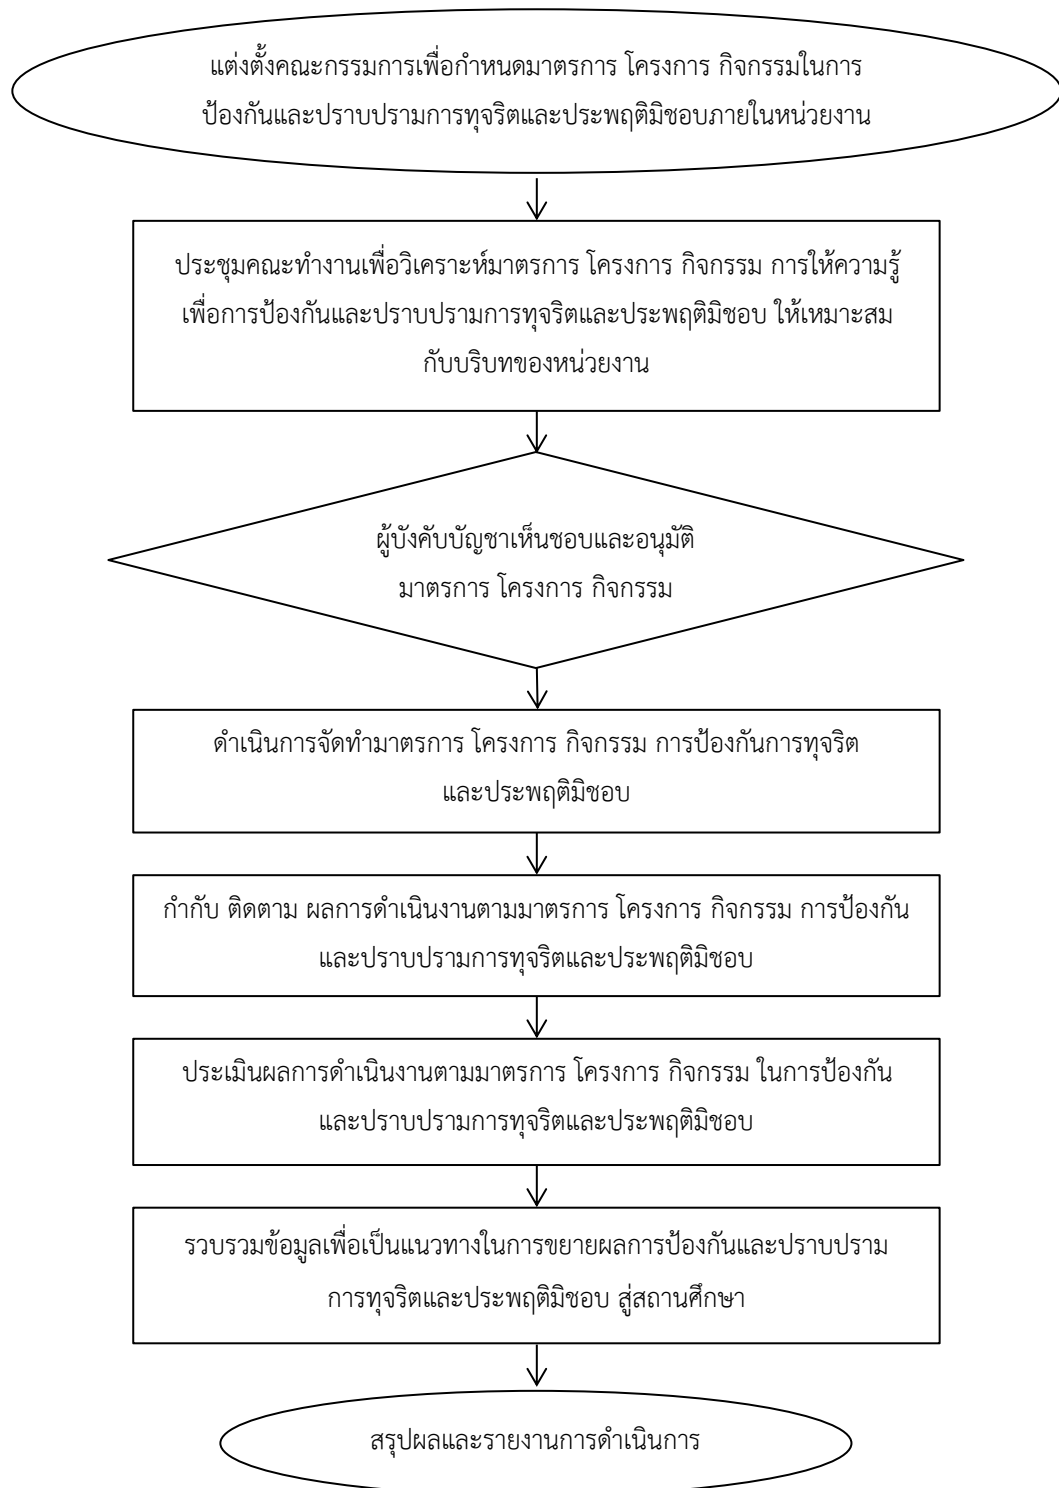 แต่งตั้งคณะกรรมการเพื่อกำหนดมาตรการ โครงการ กิจกรรมในการ
ป้องกันและปราบปรามการทุจริตและประพฤติมิชอบภายในหน่วยงาน
ประชุมคณะทำงานเพื่อวิเคราะห์มาตรการ โครงการ กิจกรรม การให้ความรู้
เพื่อการป้องกันและปราบปรามการทุจริตและประพฤติมิชอบ ให้เหมาะสม
กับบริบทของหน่วยงาน
ผู้บังคับบัญชาเห็นชอบและอนุมัติ
มาตรการ โครงการ กิจกรรม
ดำเนินการจัดทำมาตรการ โครงการ กิจกรรม การป้องกันการทุจริต
และประพฤติมิชอบ
กำกับ ติดตาม ผลการดำเนินงานตามมาตรการ โครงการ กิจกรรม การป้องกัน
และปราบปรามการทุจริตและประพฤติมิชอบ
ประเมินผลการดำเนินงานตามมาตรการ โครงการ กิจกรรม ในการป้องกัน
และปราบปรามการทุจริตและประพฤติมิชอบ
รวบรวมข้อมูลเพื่อเป็นแนวทางในการขยายผลการป้องกันและปราบปราม
การทุจริตและประพฤติมิชอบ สู่สถานศึกษา
สรุปผลและรายงานการดำเนินการ